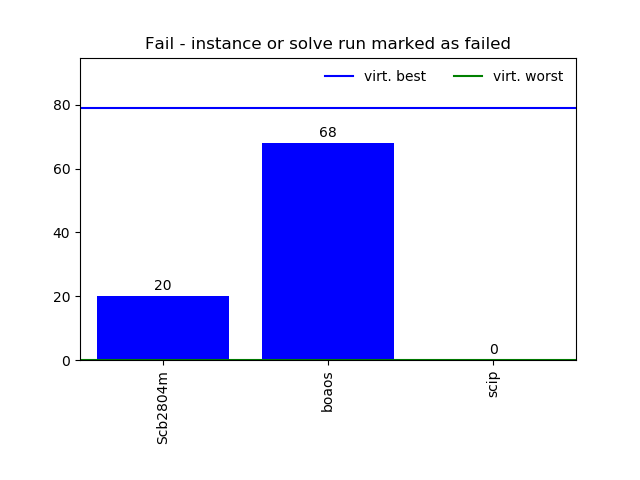 Fail - instance or solve run marked as failed
virt. best
virt. worst
80
60
40
20
0
20
68
0
Scb2804m
boaos
scip